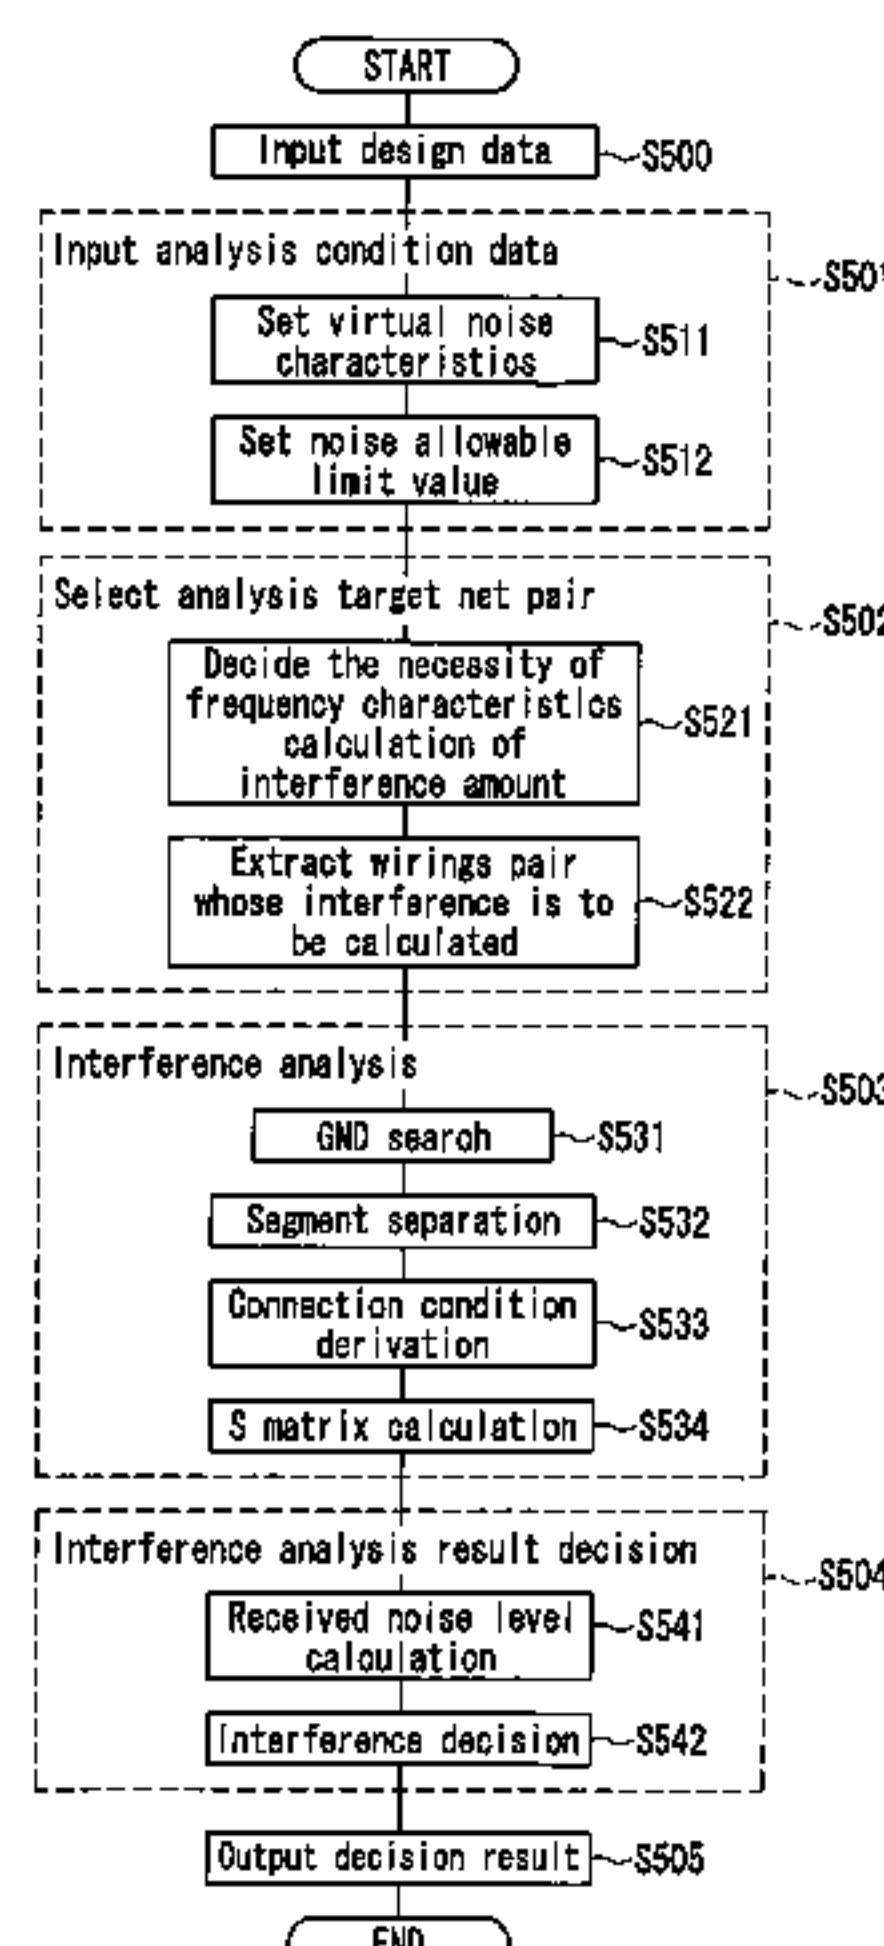 START
Input design data
S500
Input analysis condition data
S501
Set virtual noise
characteristics
S511
Set noise allowable
limit value
S512
Select analysis target net pair
S502
Decide the necessity of
frequency characteristics
calculation of
interference amount
S521
Extract wirings pair
whose interference is to
be calculated
S522
Interference analysis
S503
GND search
S531
Segment separation
S532
Connection condition
derivation
S533
S matrix calculation
S534
Interference analysis result decision
S504
Received noise level
calculation
S541
Interference decision
S542
Output decision result
S505
END